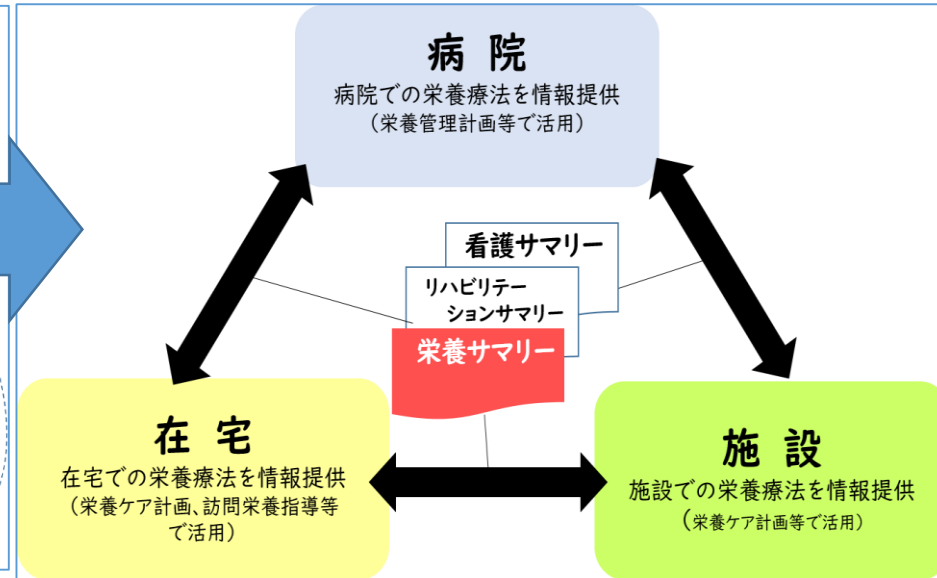 病 院
病院での栄養療法を情報提供
(栄養管理計画等で活用)
看護サマリー
リハビリテー
ションサマリー
栄養サマリー
在 宅
在宅での栄養療法を情報提供
(栄養ケア計画、訪問栄養指導等
で活用)
施 設
施設での栄養療法を情報提供
(栄養ケア計画等で活用)